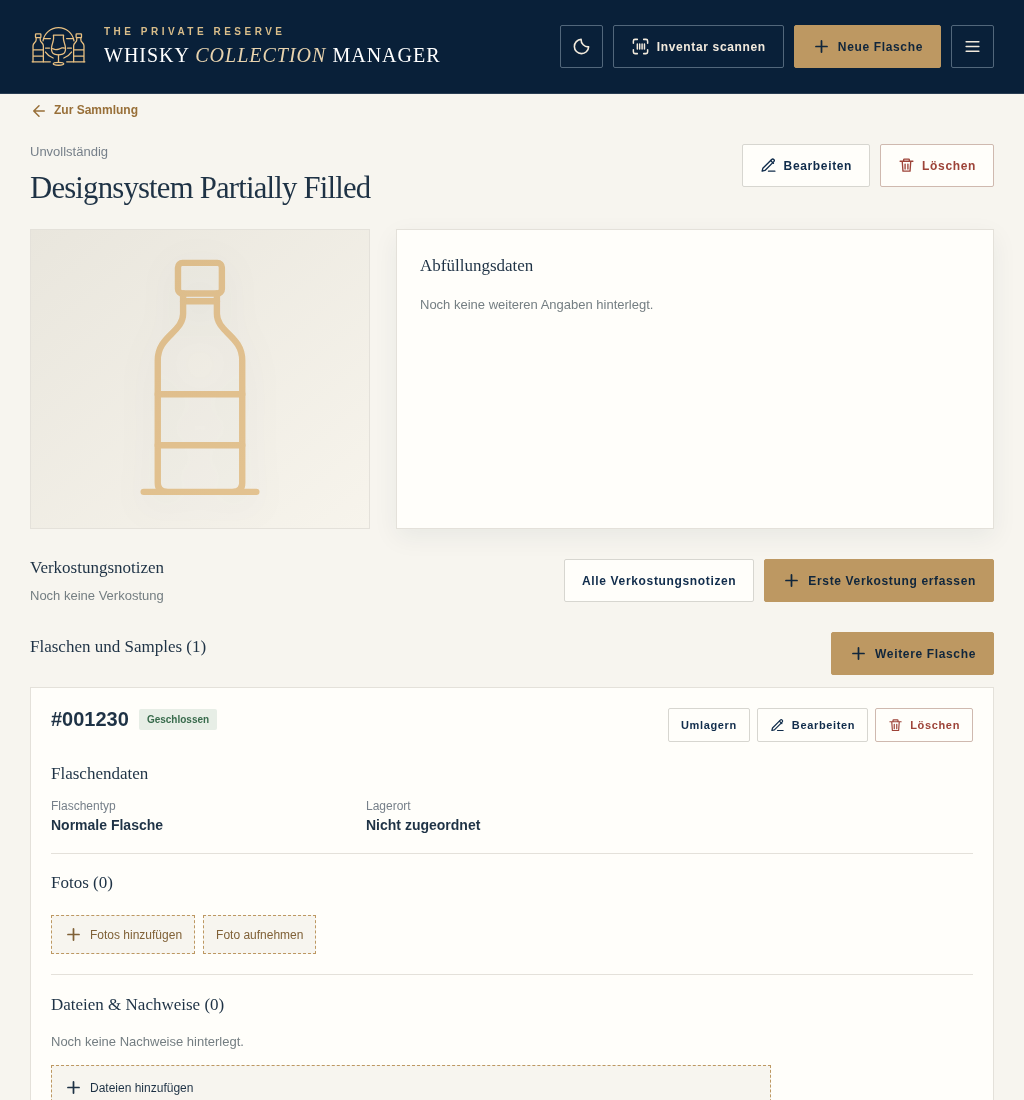 THE PRIVATE RESERVE
WHISKY COLLECTION MANAGER
Inventar scannen
Neue Flasche
Zur Sammlung
Unvollständig
Designsystem Partially Filled
Bearbeiten
Löschen
Abfüllungsdaten
Noch keine weiteren Angaben hinterlegt.
Verkostungsnotizen
Noch keine Verkostung
Alle Verkostungsnotizen
Erste Verkostung erfassen
Flaschen und Samples (1)
Weitere Flasche
#001230
Geschlossen
Umlagern
Bearbeiten
Löschen
Flaschendaten
Flaschentyp
Normale Flasche
Lagerort
Nicht zugeordnet
Fotos (0)
Fotos hinzufügen
Foto aufnehmen
Dateien & Nachweise (0)
Noch keine Nachweise hinterlegt.
Dateien hinzufügen